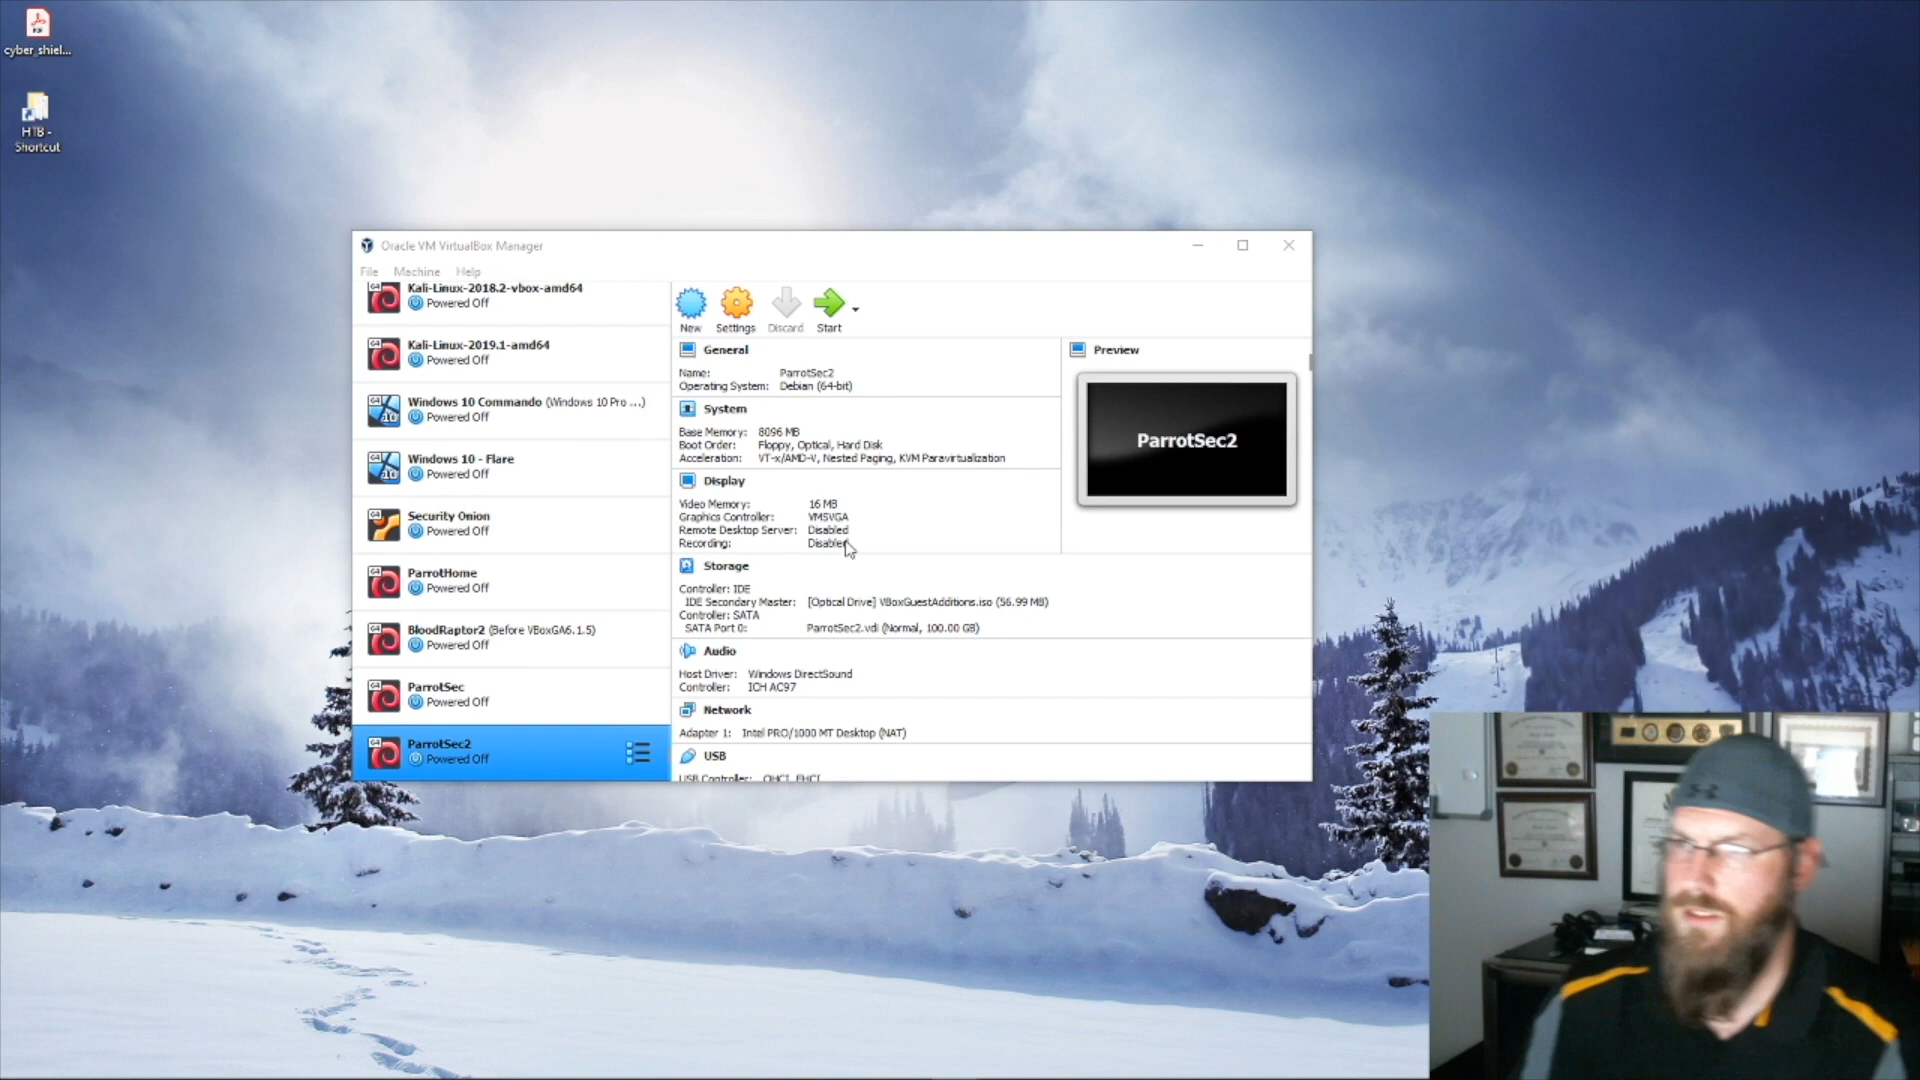 cyber_shiel...
HTB -
Shortcut
Oracle VM VirtualBox Manager
File Machine Help
Kali-Linux-2018.2-vbox-amd64
Powered Off
Kali-Linux-2019.1-amd64
Powered Off
Windows 10 Commando (Windows 10 Pro ...)
Powered Off
Windows 10 - Flare
Powered Off
Security Onion
Powered Off
ParrotHome
Powered Off
BloodRaptor2 (Before VBoxGA6.1.5)
Powered Off
ParrotSec
Powered Off
ParrotSec2
Powered Off
New Settings Discard Start
General
Name: ParrotSec2
Operating System: Debian (64-bit)
System
Base Memory: 8096 MB
Boot Order: Floppy, Optical, Hard Disk
Acceleration: VT-x/AMD-V, Nested Paging, KVM Paravirtualization
Display
Video Memory: 16 MB
Graphics Controller: VMSVGA
Remote Desktop Server: Disabled
Recording: Disabled
Storage
Controller: IDE
IDE Secondary Master: [Optical Drive] VBoxGuestAdditions.iso (56.99 MB)
Controller: SATA
SATA Port 0: ParrotSec2.vdi (Normal, 100.00 GB)
Audio
Host Driver: Windows DirectSound
Controller: ICH AC97
Network
Adapter 1: Intel PRO/1000 MT Desktop (NAT)
USB
USB Controller: OHCI, EHCI
Preview
ParrotSec2